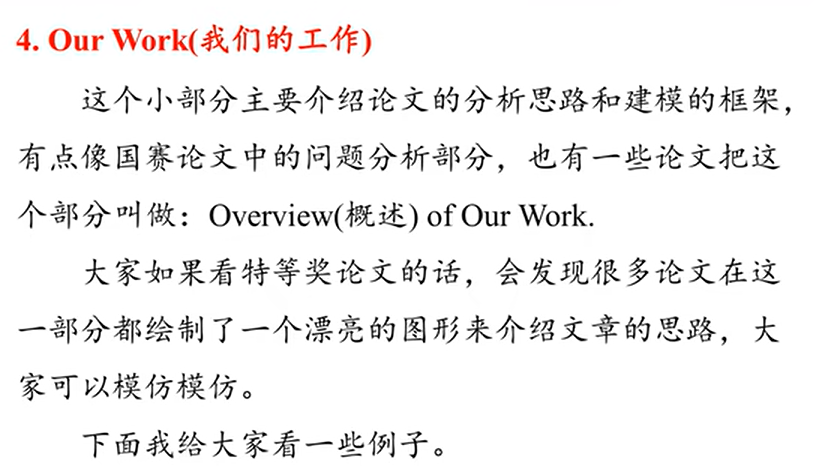 4. Our Work(我们的工作)
这个小部分主要介绍论文的分析思路和建模的框架，
有点像国赛论文中的问题分析部分，也有一些论文把这
个部分叫做：Overview(概述) of Our Work.
大家如果看特等奖论文的话，会发现很多论文在这
一部分都绘制了一个漂亮的图形来介绍文章的思路，大
家可以模仿模仿。
下面我给大家看一些例子。